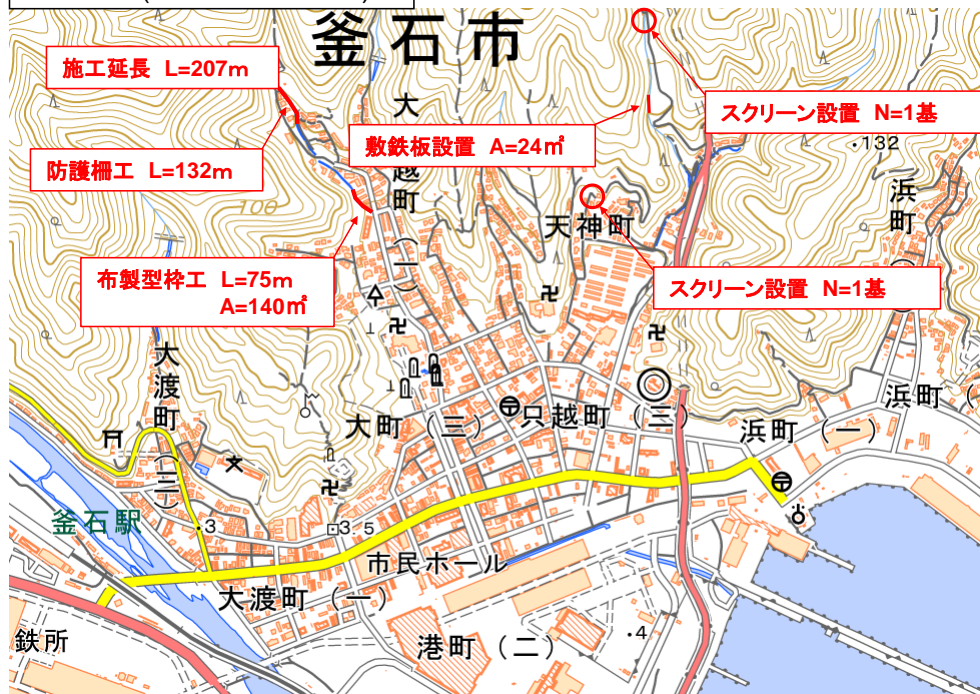 釜石市
施工延長 L=207m
大
スクリーン設置 N=1基
敷鉄板設置 A=24㎡
・132
防護柵工 L=132m
越町(一)
浜町
100
天神町
布製型枠工 L=75m
A=140㎡
スクリーン設置 N=1基
大渡町(三)
大町(三)
只越町(三)
浜町(一)
浜町(
釜石駅
・3
3.5
市民ホール
大渡町(一)
鉄所
港町(二)
・4